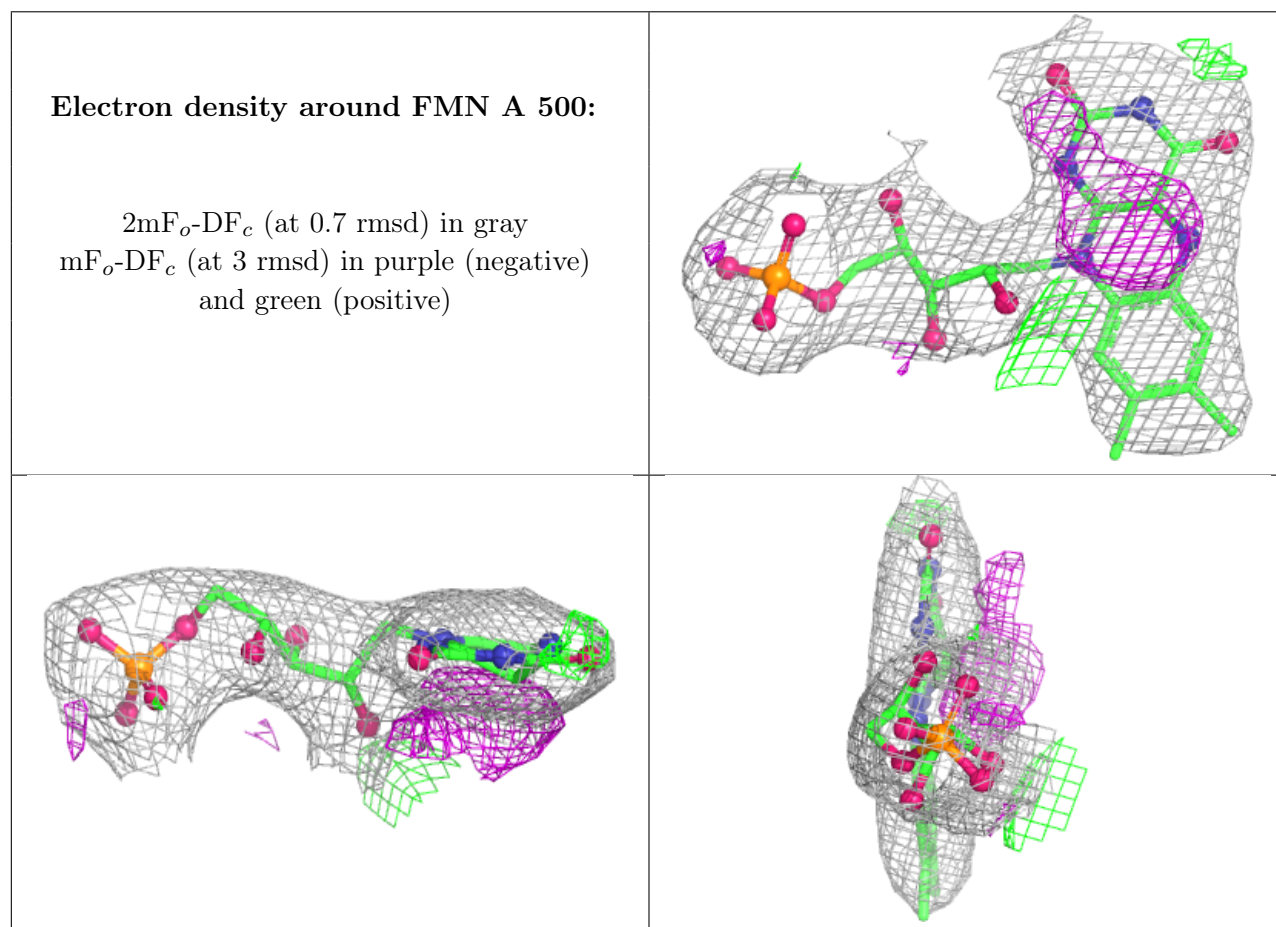 Electron density around FMN A 500:
2mFo-DFc (at 0.7 rmsd) in gray
mFo-DFc (at 3 rmsd) in purple (negative)
and green (positive)